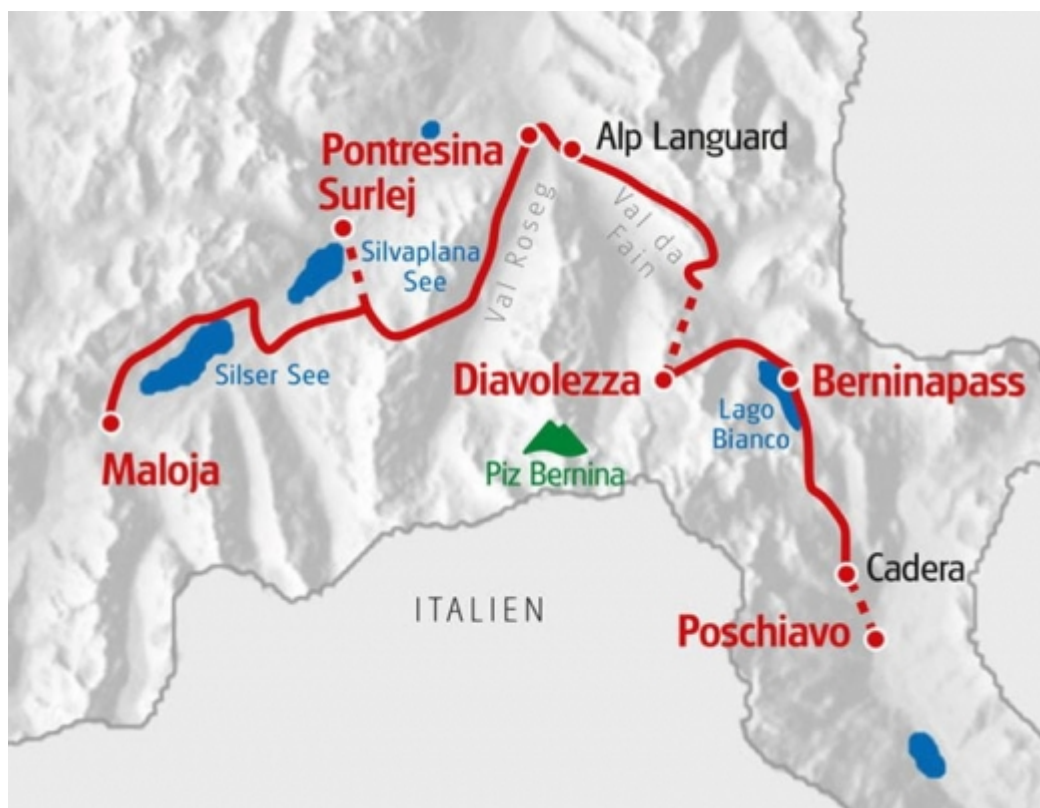 Pontresina
Alp Languard
Surlej
Silvaplana
See
Val Roseg
Val da
Fain
Silser See
Diavolezza
Berninapass
Lago
Bianco
Maloja
Piz Bernina
Cadera
ITALIEN
Poschiavo